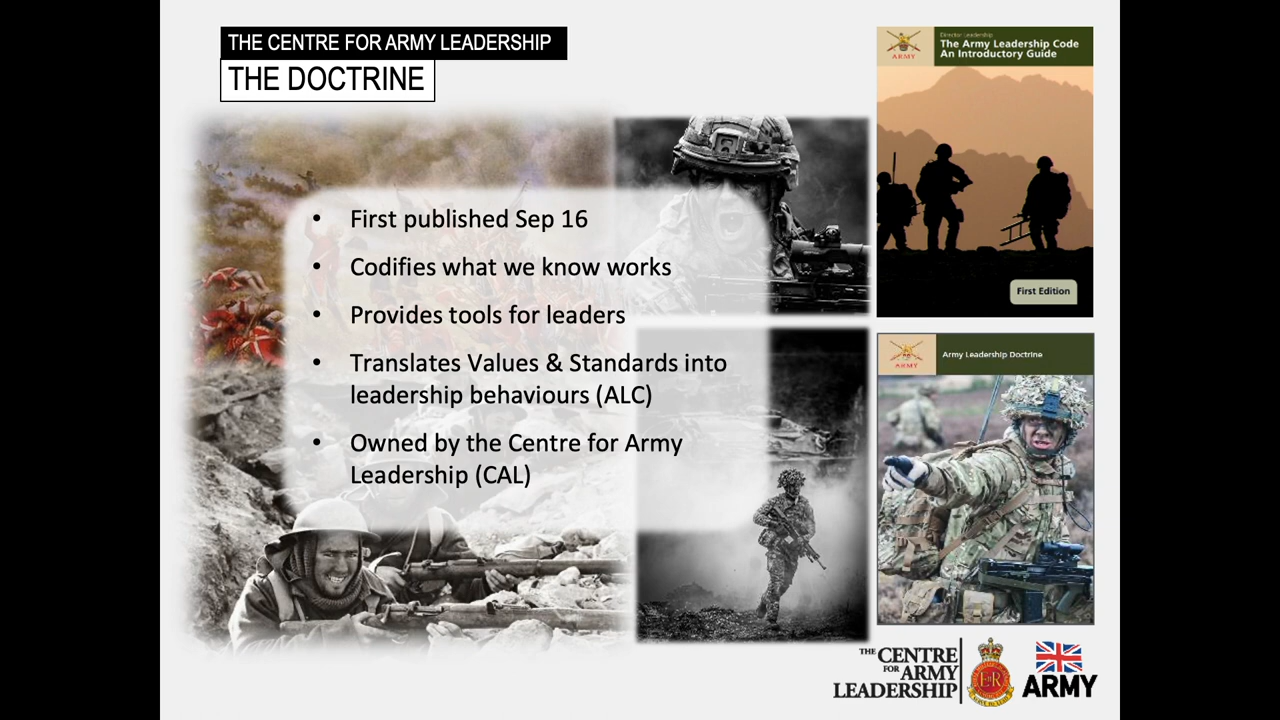 THE CENTRE FOR ARMY LEADERSHIP
THE DOCTRINE
• First published Sep 16
• Codifies what we know works
• Provides tools for leaders
• Translates Values & Standards into
leadership behaviours (ALC)
• Owned by the Centre for Army
Leadership (CAL)
ARMY
Director Leadership
The Army Leadership Code
An Introductory Guide
First Edition
ARMY
Army Leadership Doctrine
THE CENTRE
FOR ARMY
LEADERSHIP
EIIR
ARMY